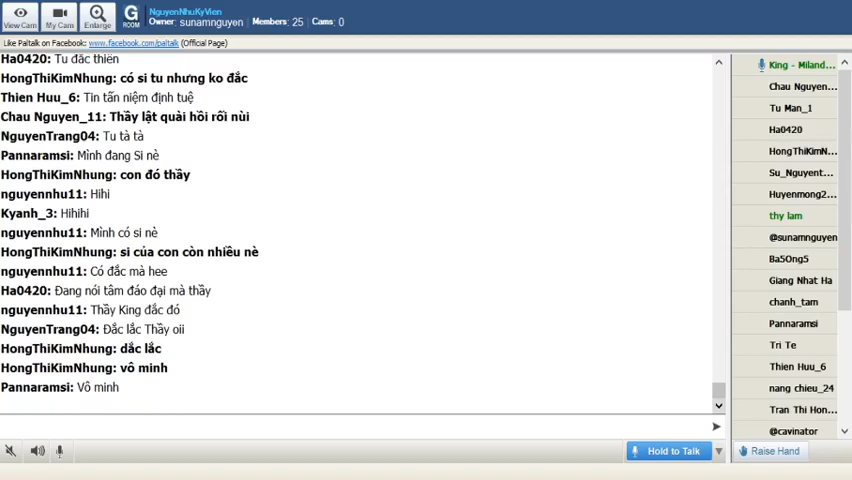 NguyenNhuKyVien
Owner: sunamnguyen Members: 25 Cams: 0
View Cam
My Cam
Enlarge
G
ROOM
Like Paltalk on Facebook: www.facebook.com/paltalk (Official Page)
Ha0420: Tu đắc thiền
HongThiKimNhung: có si tu nhưng ko đắc
Thien Huu_6: Tin tấn niệm định tuệ
Chau Nguyen_11: Thầy lật quài hồi rối nùi
NguyenTrang04: Tu tà tà
Pannaramsi: Mình đang Si nè
HongThiKimNhung: con đó thầy
nguyennhu11: Hihi
Kyanh_3: Hihihi
nguyennhu11: Mình có si nè
HongThiKimNhung: si của con còn nhiều nè
nguyennhu11: Có đắc mà hee
Ha0420: Đang nói tâm đáo đại mà thầy
nguyennhu11: Thầy King đắc đó
NguyenTrang04: Đắc lắc Thầy oii
HongThiKimNhung: dắc lắc
HongThiKimNhung: vô minh
Pannaramsi: Vô minh
King - Miland...
Chau Nguyen...
Tu Man_1
Ha0420
HongThiKimN...
Su_Nguyent...
Huyenmong2...
thy lam
@sunamnguyen
Ba5Ong5
Giang Nhat Ha
chanh_tam
Pannaramsi
Tri Te
Thien Huu_6
nang chieu_24
Tran Thi Hon...
@cavinator
Hold to Talk
Raise Hand